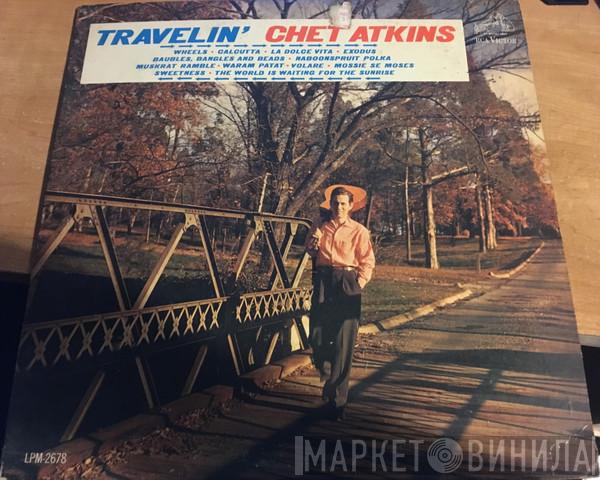 TRAVELIN' CHET ATKINS
RCA VICTOR
WHEELS · CALCUTTA · LA DOLCE VITA · EXODUS
BAUBLES, BANGLES AND BEADS · NABOONSPRUIT POLKA
MUSKRAT RAMBLE · WARAM PATAT · VOLARE · MOSSIE SE MOSES
SWEETNESS · THE WORLD IS WAITING FOR THE SUNRISE
LPM-2678
МАРКЕТ ВИНИЛА